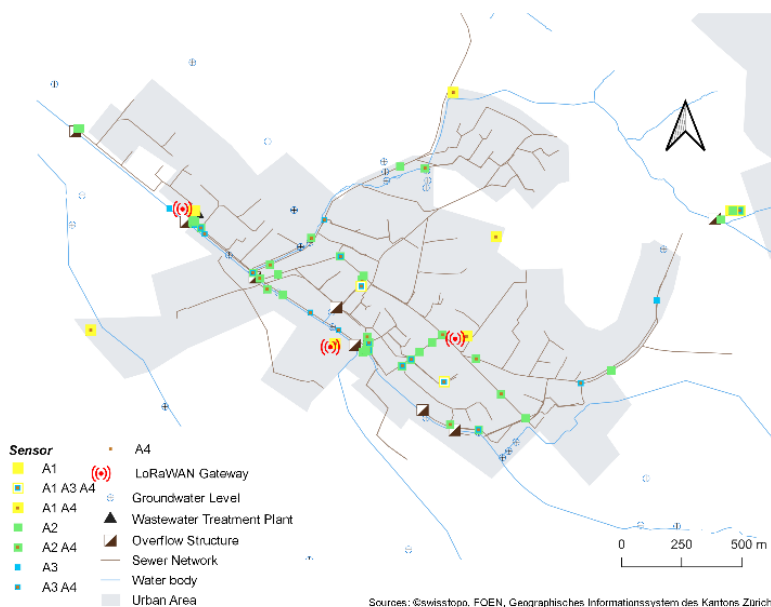 0 250 500 m
Sensor
A1
A1 A3 A4
A1 A4
A2
A2 A4
A3
A3 A4
A4
LoRaWAN Gateway
Groundwater Level
Wastewater Treatment Plant
Overflow Structure
Sewer Network
Water body
Urban Area
Sources: ©swisstopo, FOEN, Geographisches Informationssystem des Kantons Zürich